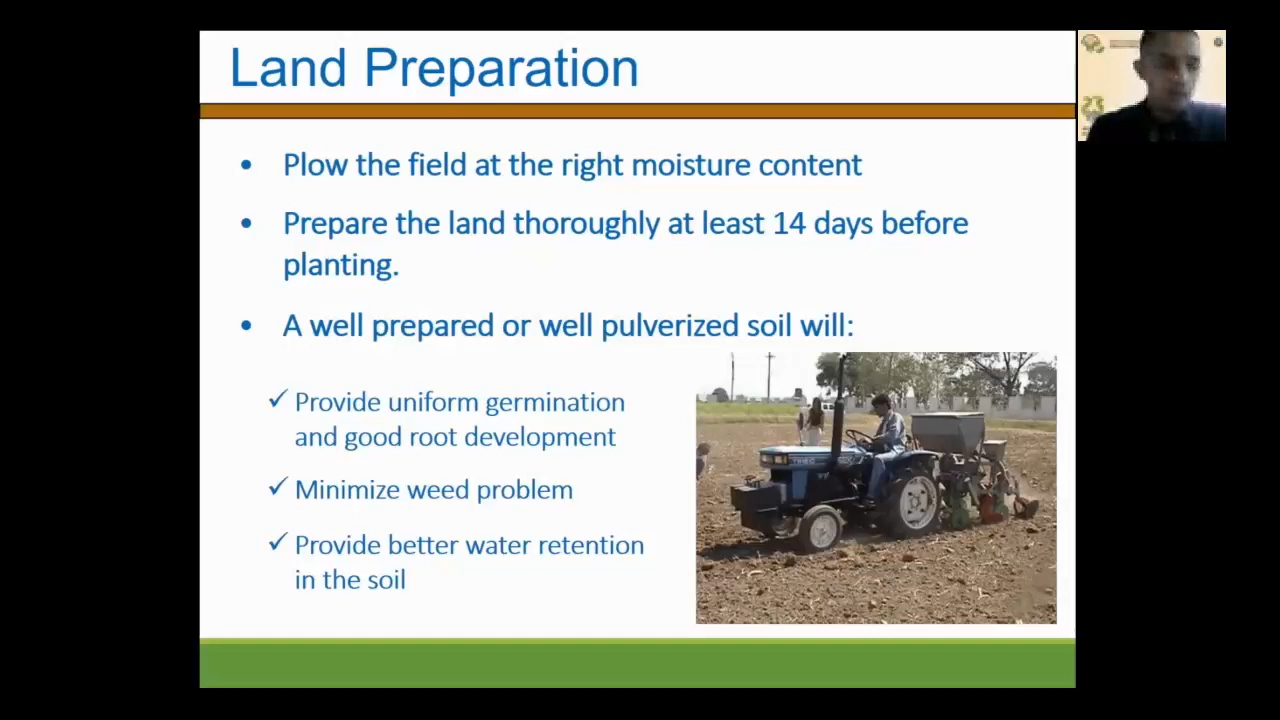 Land Preparation
• Plow the field at the right moisture content
• Prepare the land thoroughly at least 14 days before
planting.
• A well prepared or well pulverized soil will:
✓ Provide uniform germination
and good root development
✓ Minimize weed problem
✓ Provide better water retention
in the soil
23